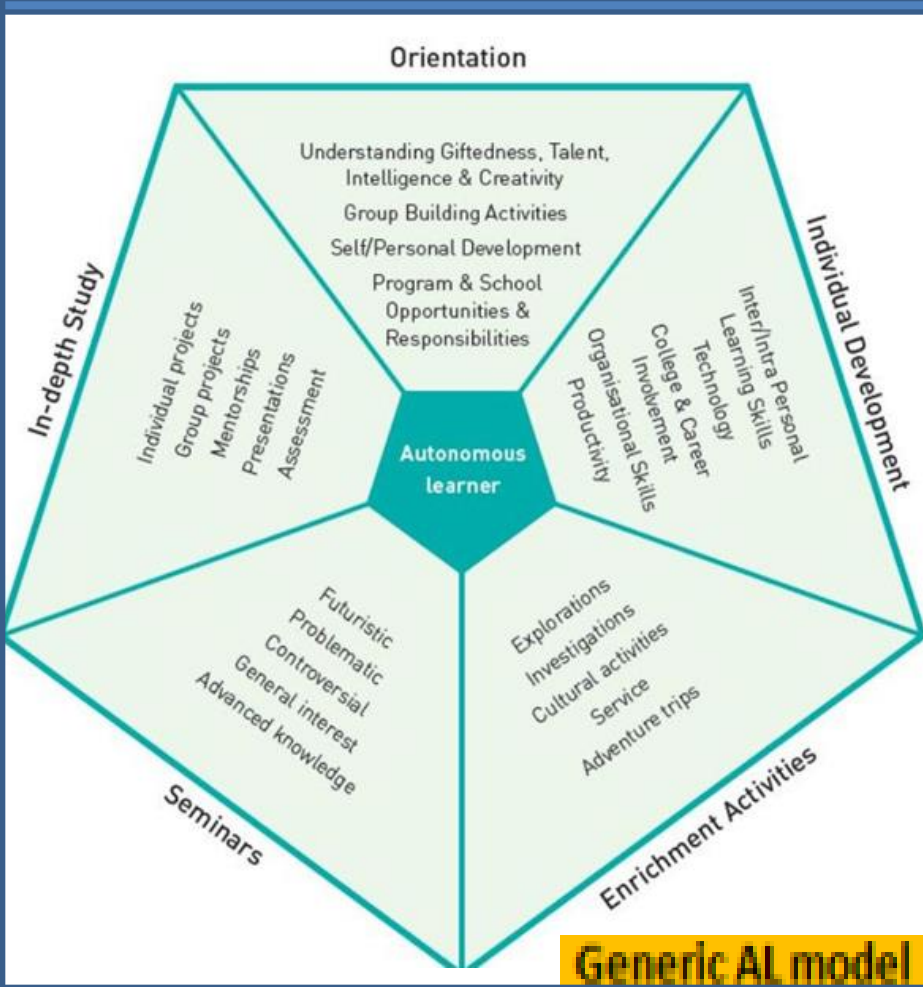 Orientation
Understanding Giftedness, Talent,
Intelligence & Creativity
Group Building Activities
Self/Personal Development
Program & School
Opportunities &
Responsibilities
Individual Development
Inter/Intra Personal
Learning Skills
Technology
College & Career
Involvement
Organisational Skills
Productivity
Enrichment Activities
Explorations
Investigations
Cultural activities
Service
Adventure trips
Seminars
Futuristic
Problematic
Controversial
General interest
Advanced knowledge
In-depth Study
Individual projects
Group projects
Mentorships
Presentations
Assessment
Autonomous
learner
Generic AL model